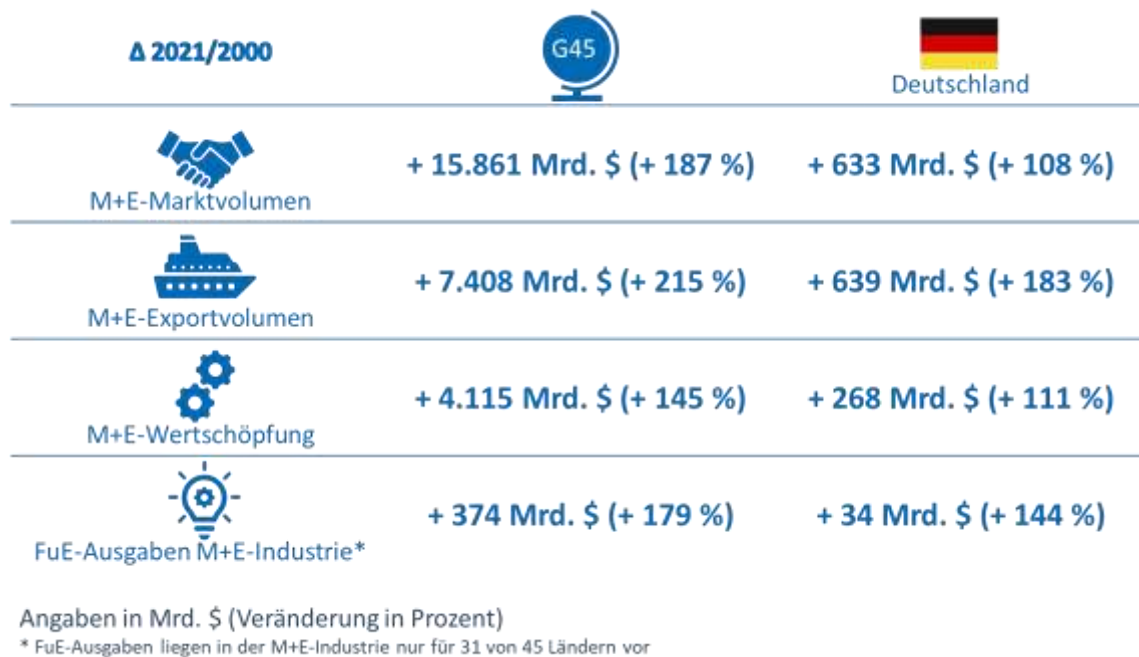 Δ 2021/2000
G45
Deutschland
M+E-Marktvolumen
+ 15.861 Mrd. $ (+ 187 %)
+ 633 Mrd. $ (+ 108 %)
M+E-Exportvolumen
+ 7.408 Mrd. $ (+ 215 %)
+ 639 Mrd. $ (+ 183 %)
M+E-Wertschöpfung
+ 4.115 Mrd. $ (+ 145 %)
+ 268 Mrd. $ (+ 111 %)
FuE-Ausgaben M+E-Industrie*
+ 374 Mrd. $ (+ 179 %)
+ 34 Mrd. $ (+ 144 %)
Angaben in Mrd. $ (Veränderung in Prozent)
* FuE-Ausgaben liegen in der M+E-Industrie nur für 31 von 45 Ländern vor